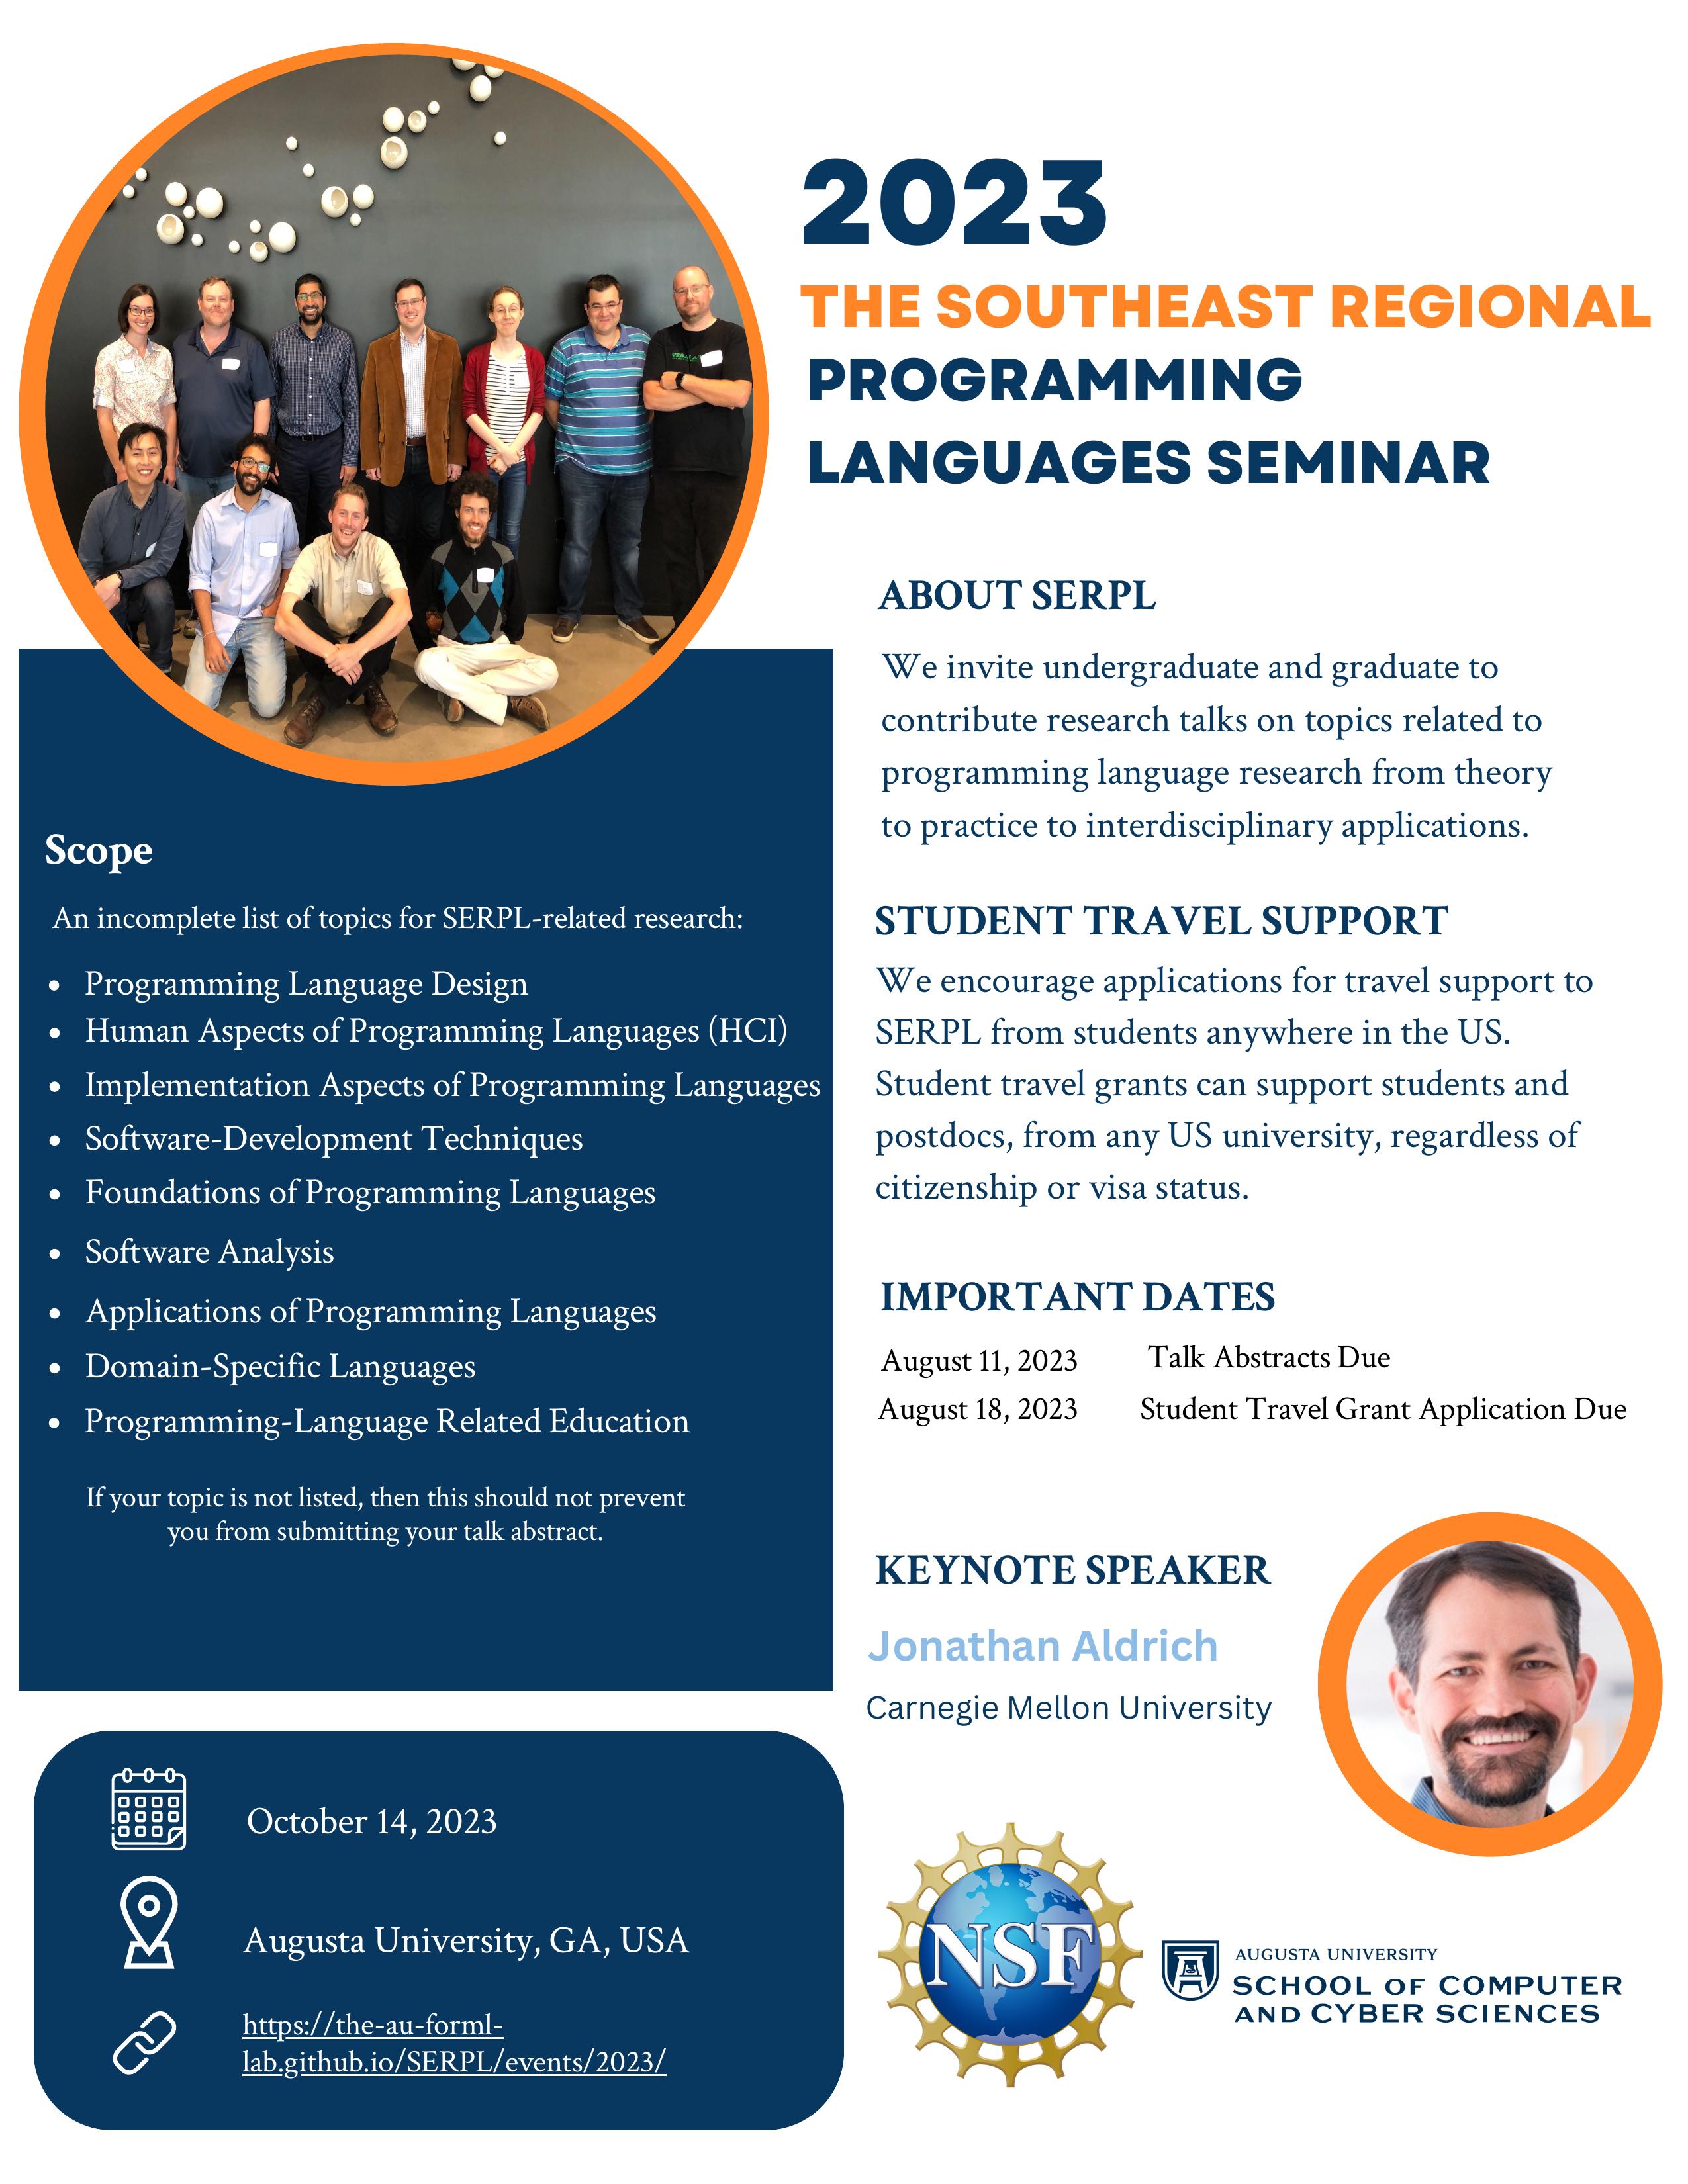 2023
THE SOUTHEAST REGIONAL
PROGRAMMING
LANGUAGES SEMINAR
ABOUT SERPL
We invite undergraduate and graduate to
contribute research talks on topics related to
programming language research from theory
to practice to interdisciplinary applications.
STUDENT TRAVEL SUPPORT
We encourage applications for travel support to
SERPL from students anywhere in the US.
Student travel grants can support students and
postdocs, from any US university, regardless of
citizenship or visa status.
IMPORTANT DATES
August 11, 2023 Talk Abstracts Due
August 18, 2023 Student Travel Grant Application Due
KEYNOTE SPEAKER
Jonathan Aldrich
Carnegie Mellon University
Scope
An incomplete list of topics for SERPL-related research:
• Programming Language Design
• Human Aspects of Programming Languages (HCI)
• Implementation Aspects of Programming Languages
• Software-Development Techniques
• Foundations of Programming Languages
• Software Analysis
• Applications of Programming Languages
• Domain-Specific Languages
• Programming-Language Related Education
If your topic is not listed, then this should not prevent
you from submitting your talk abstract.
October 14, 2023
Augusta University, GA, USA
https://the-au-forml-
lab.github.io/SERPL/events/2023/
NSF
AUGUSTA UNIVERSITY
SCHOOL OF COMPUTER
AND CYBER SCIENCES